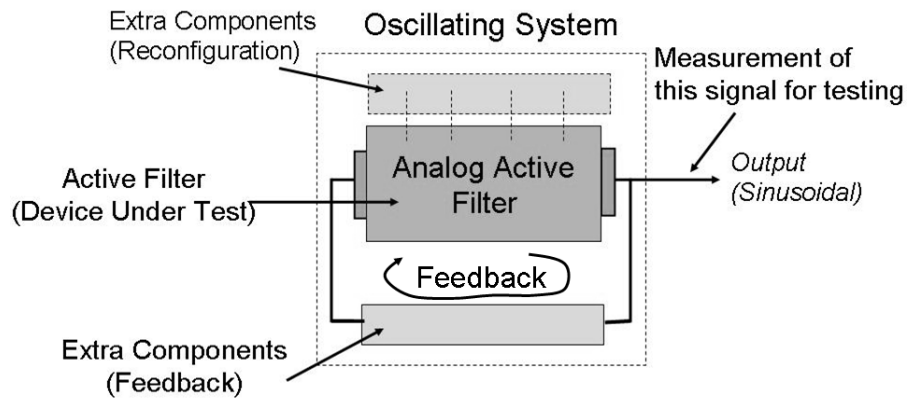 Extra Components
(Reconfiguration)
Oscillating System
Measurement of
this signal for testing
Analog Active
Filter
Output
(Sinusoidal)
Active Filter
(Device Under Test)
Feedback
Extra Components
(Feedback)